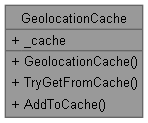 GeolocationCache
+ _cache
+ GeolocationCache()
+ TryGetFromCache()
+ AddToCache()